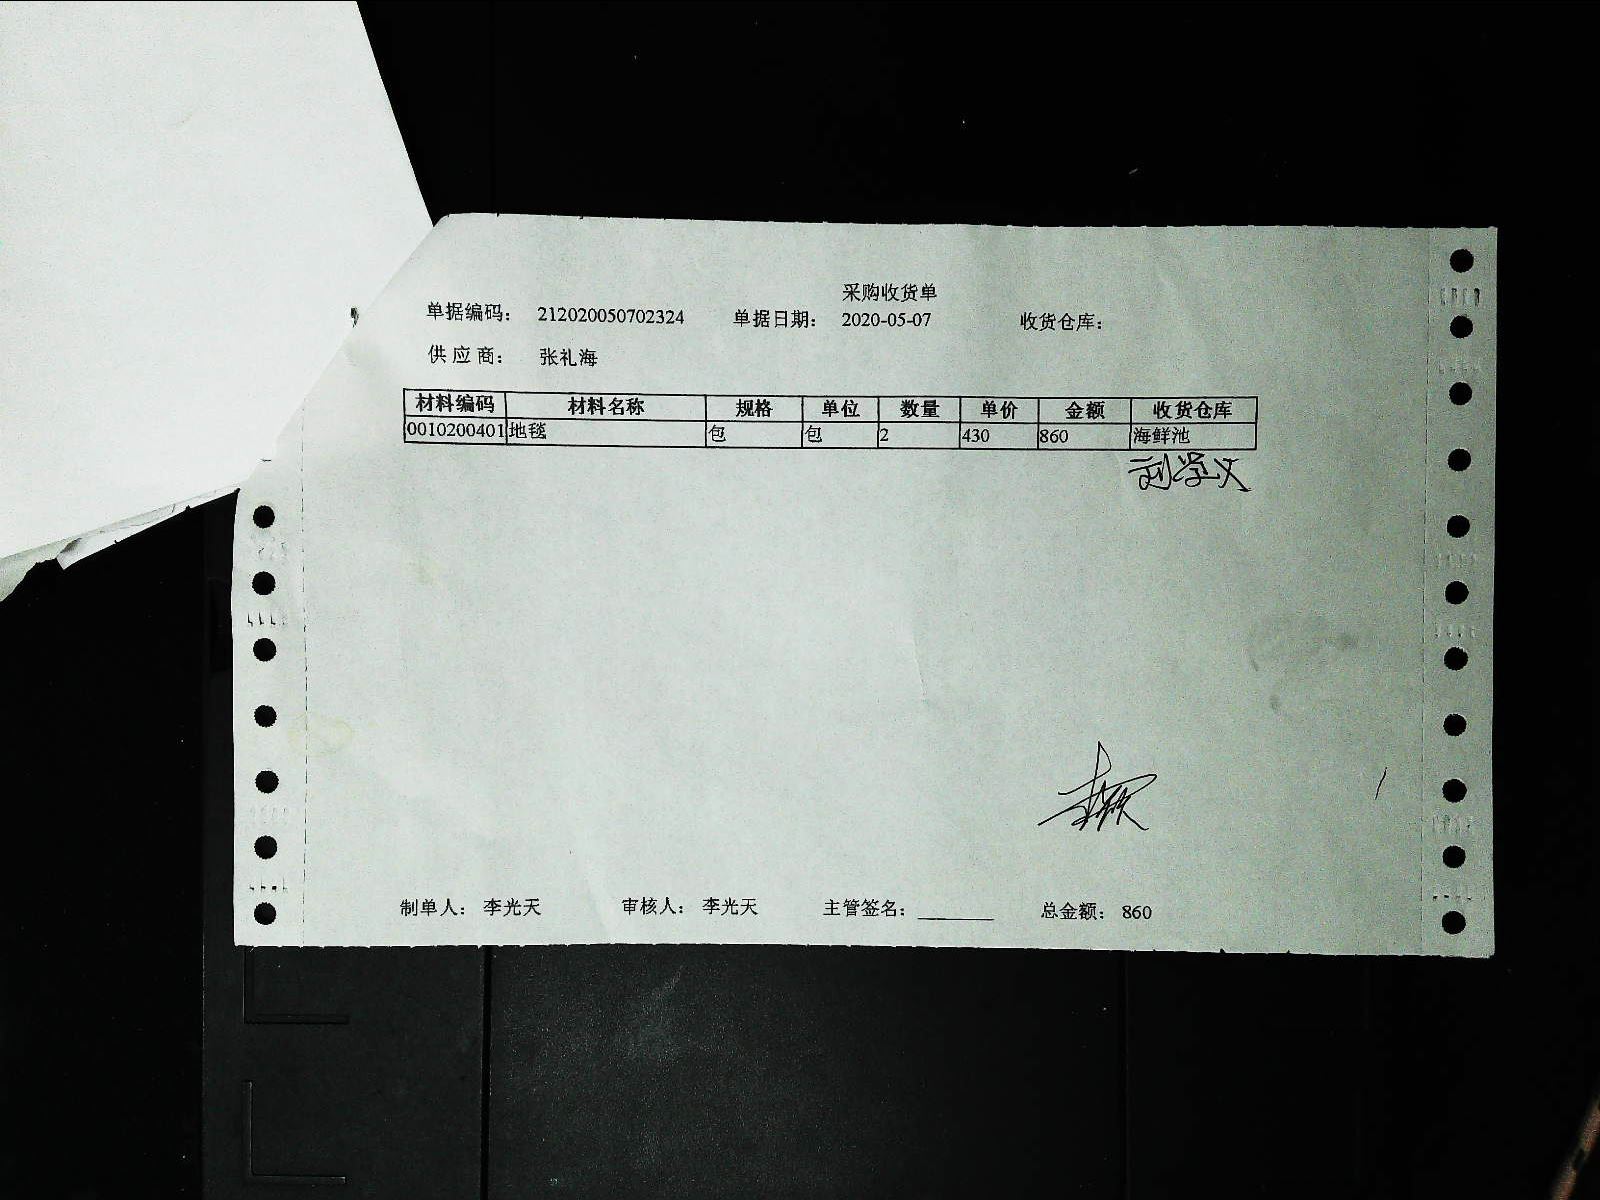 采购收货单
单据编码： 212020050702324 单据日期： 2020-05-07 收货仓库：
供 应 商： 张礼海
材料编码 材料名称 规格 单位 数量 单价 金额 收货仓库
0010200401 地毯 包 包 2 430 860 海鲜池
刘学义
制单人： 李光天 审核人： 李光天 主管签名：________ 总金额： 860